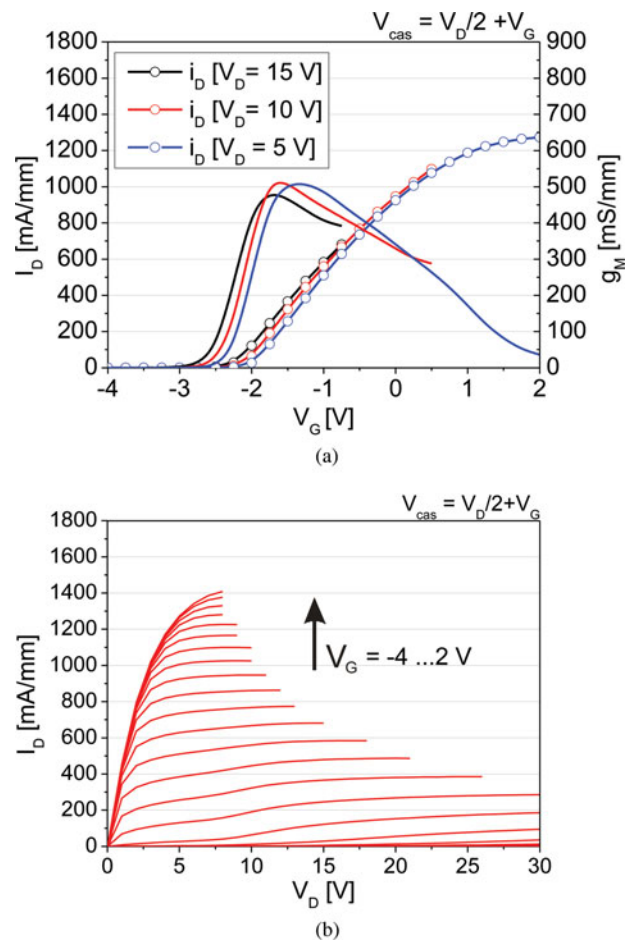 V_cas = V_D/2 +V_G
1800 900
1600 800
1400 700
1200 600
1000 500
800 400
600 300
400 200
200 100
0 0
i_D [V_D= 15 V]
i_D [V_D= 10 V]
i_D [V_D = 5 V]
I_D [mA/mm]
g_M [mS/mm]
-4 -3 -2 -1 0 1 2
V_G [V]
(a)
V_cas = V_D/2+V_G
1800
1600
1400
1200
1000
800
600
400
200
0
V_G = -4 ...2 V
I_D [mA/mm]
0 5 10 15 20 25 30
V_D [V]
(b)